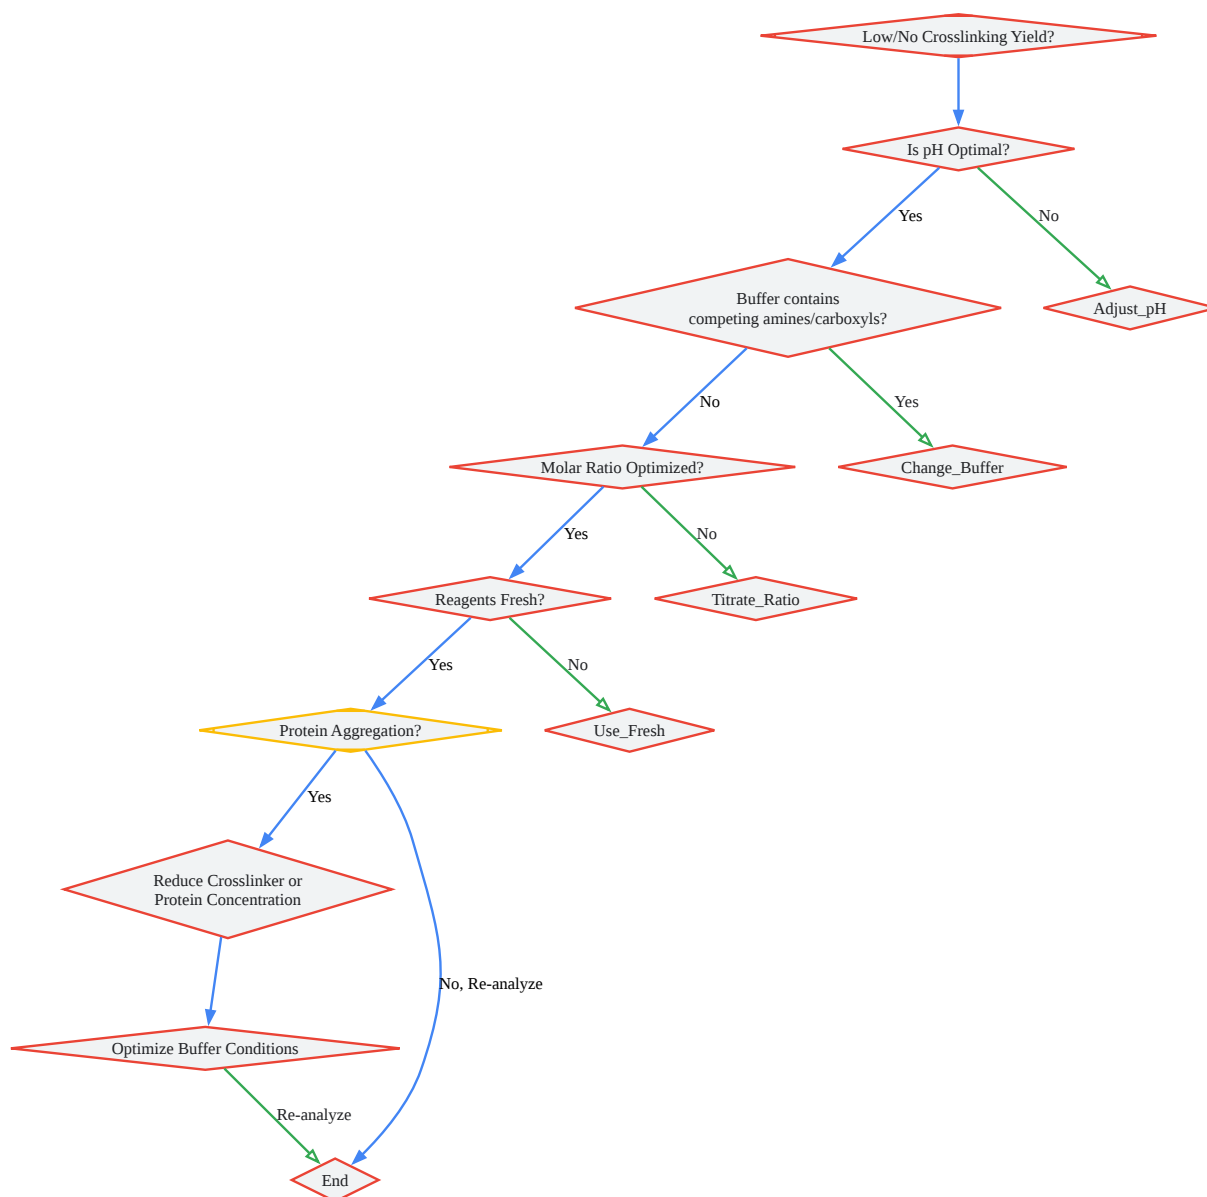 Low/No Crosslinking Yield?
Is pH Optimal?
Yes
No
Buffer contains
competing amines/carboxyls?
Adjust_pH
No
Yes
Molar Ratio Optimized?
Change_Buffer
Yes
No
Reagents Fresh?
Titrate_Ratio
Yes
No
Protein Aggregation?
Use_Fresh
Yes
Reduce Crosslinker or
Protein Concentration
No, Re-analyze
Optimize Buffer Conditions
Re-analyze
End